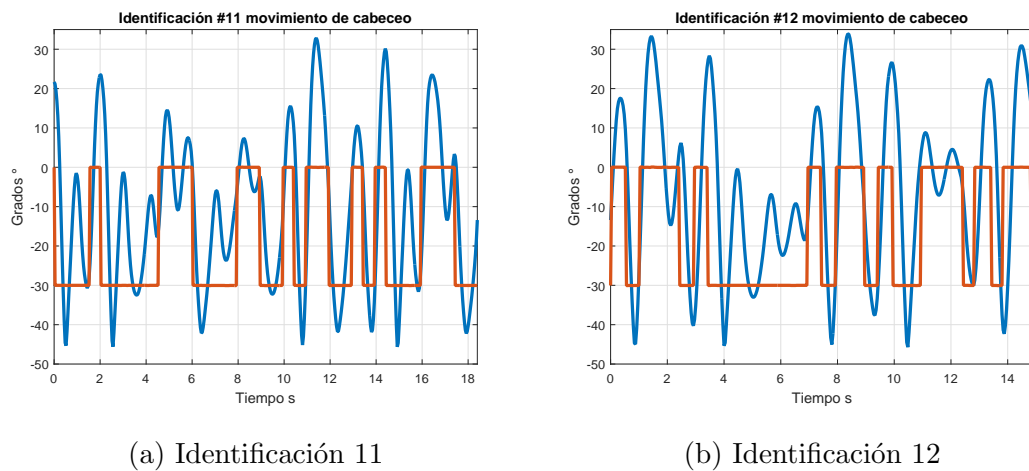 Identificación #11 movimiento de cabeceo
30
20
10
0
-10
-20
-30
-40
-50
Grados °
0 2 4 6 8 10 12 14 16 18
Tiempo s
(a) Identificación 11
Identificación #12 movimiento de cabeceo
30
20
10
0
-10
-20
-30
-40
-50
Grados °
0 2 4 6 8 10 12 14
Tiempo s
(b) Identificación 12